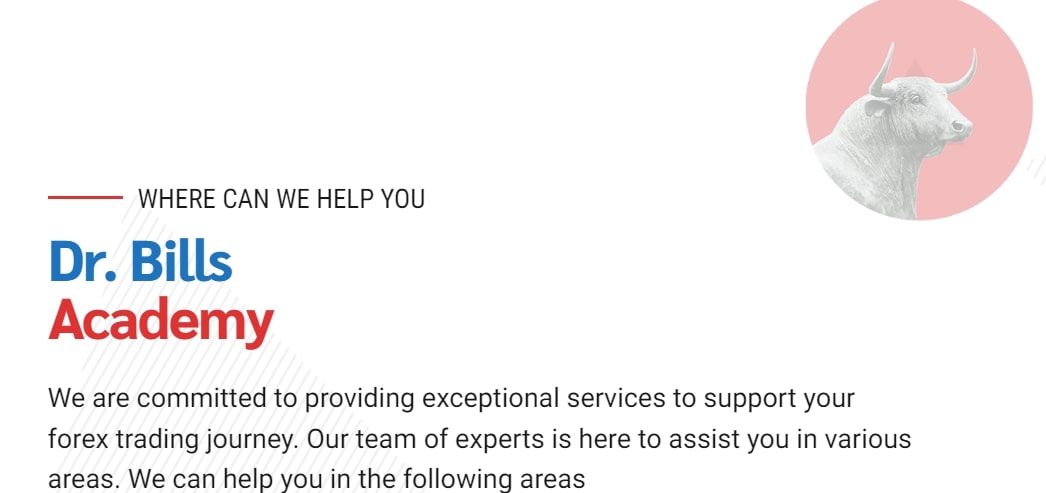 WHERE CAN WE HELP YOU
Dr. Bills
Academy
We are committed to providing exceptional services to support your
forex trading journey. Our team of experts is here to assist you in various
areas. We can help you in the following areas